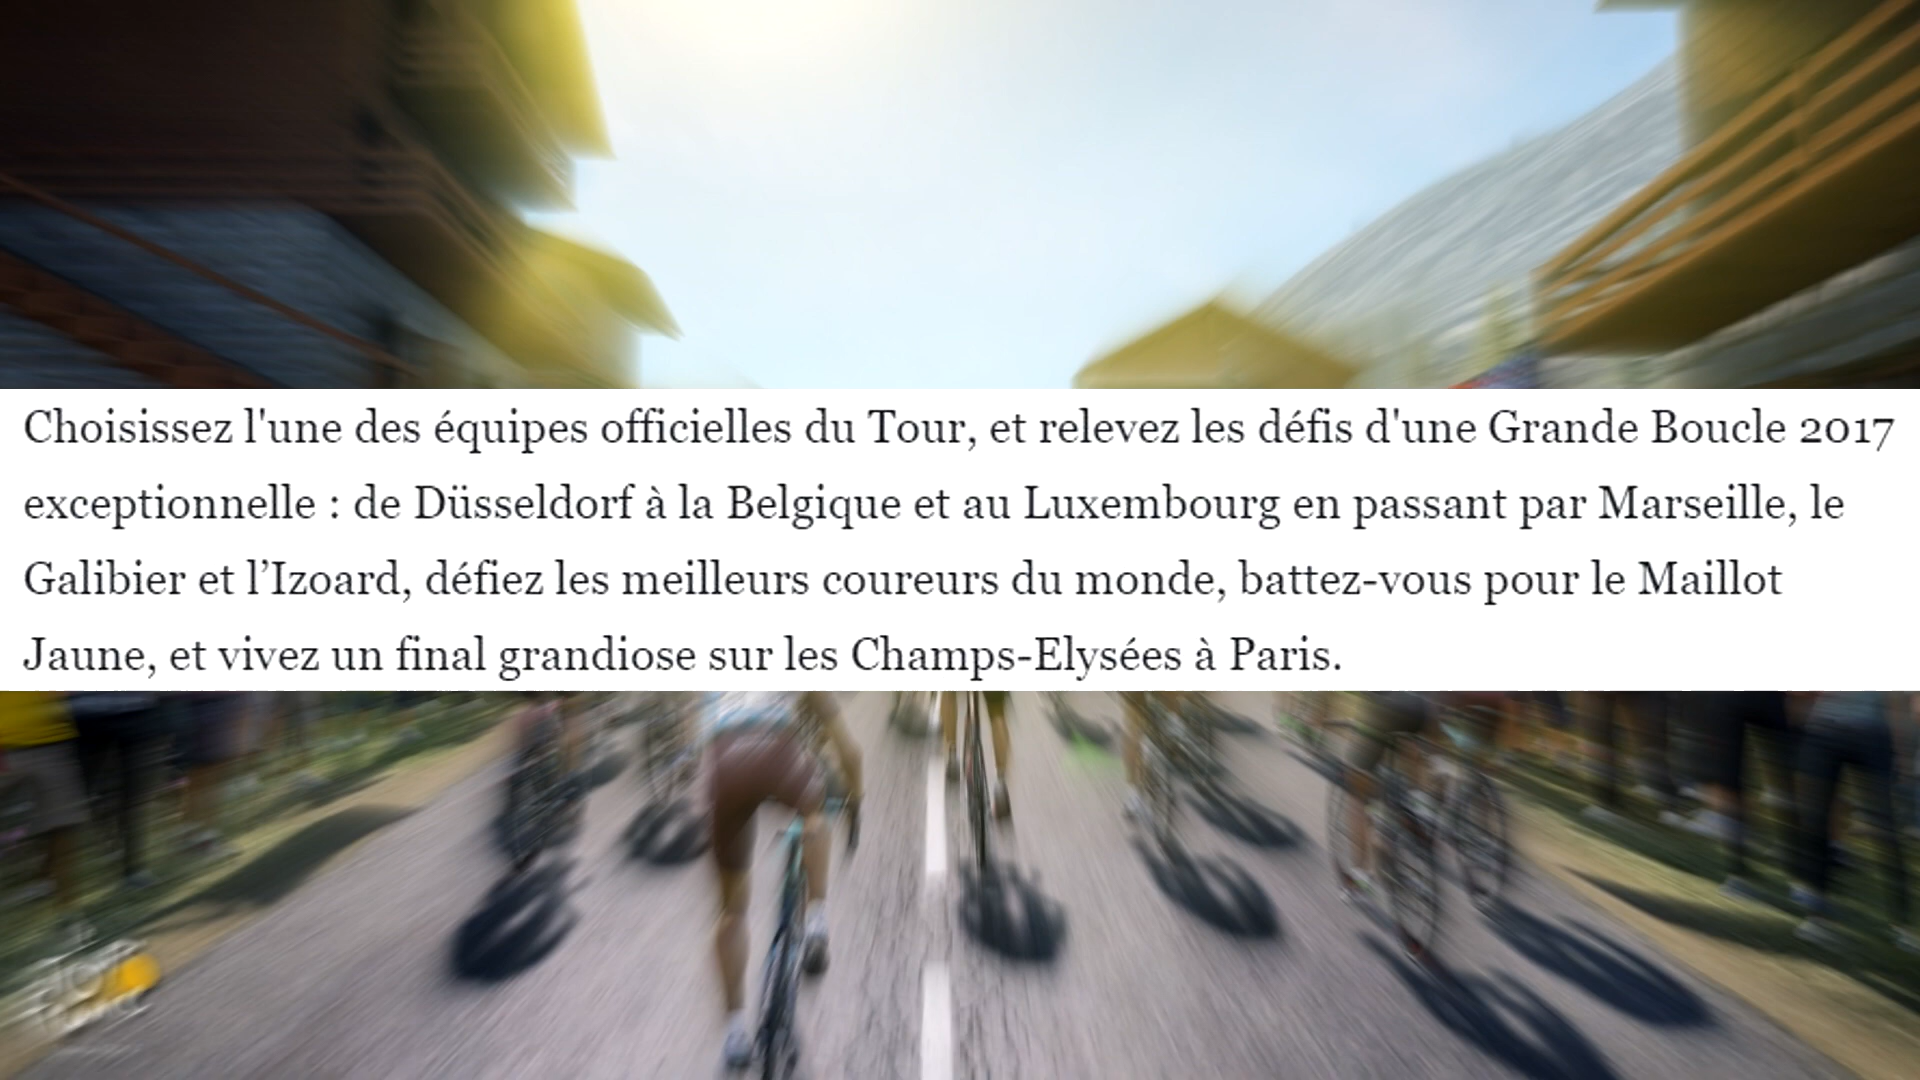 Choisissez l'une des équipes officielles du Tour, et relevez les défis d'une Grande Boucle 2017
exceptionnelle : de Düsseldorf à la Belgique et au Luxembourg en passant par Marseille, le
Galibier et l’Izoard, défiez les meilleurs coureurs du monde, battez-vous pour le Maillot
Jaune, et vivez un final grandiose sur les Champs-Elysées à Paris.